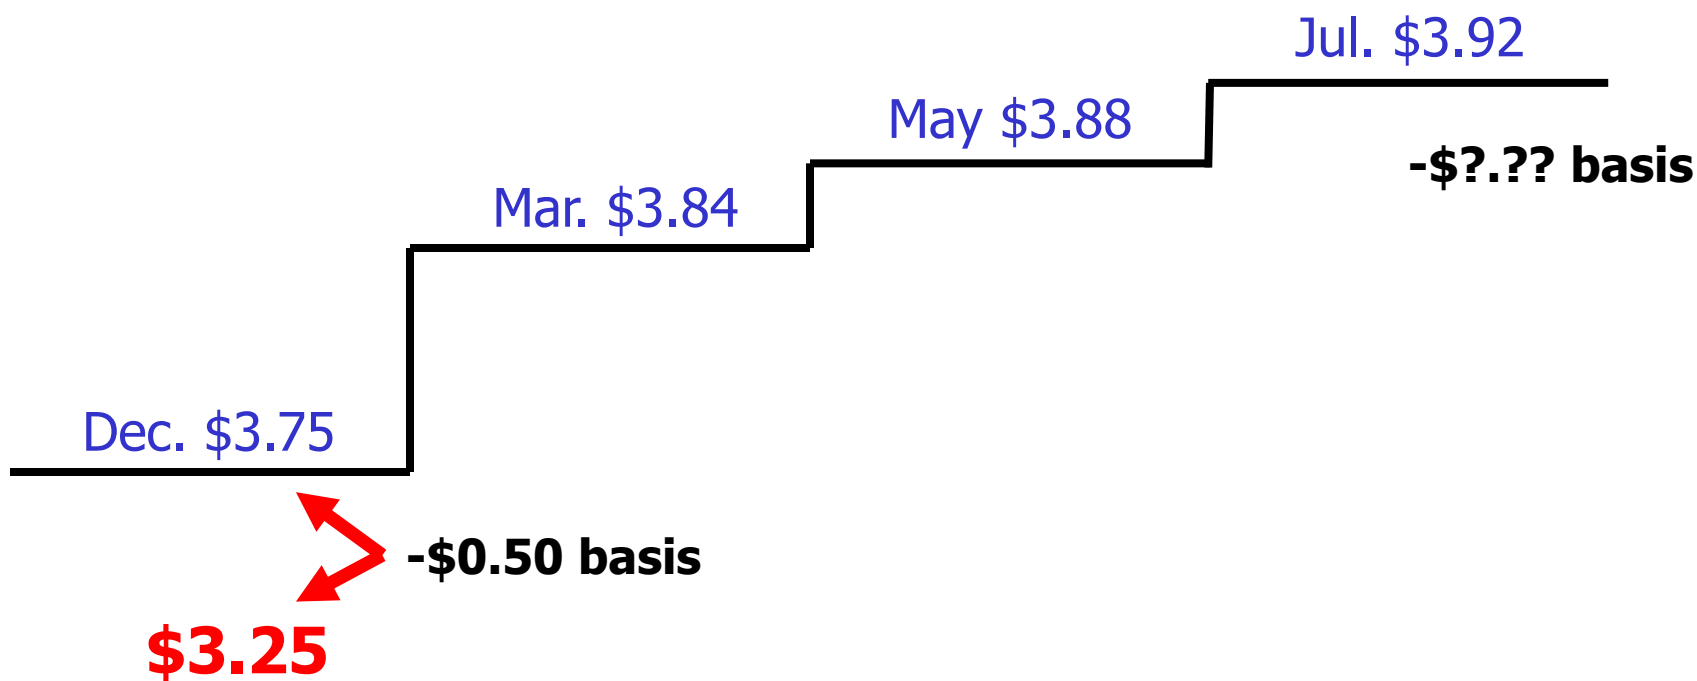 Jul. $3.92
May $3.88
-$?.?? basis
Mar. $3.84
Dec. $3.75
-$0.50 basis
$3.25